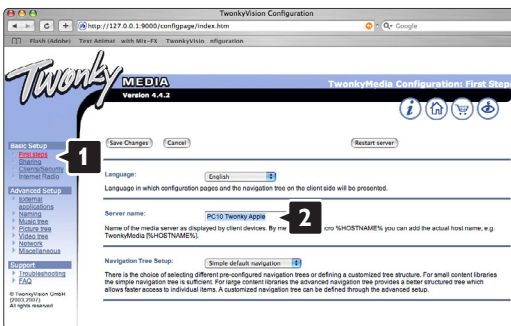 TwonkyVision Configuration
http://127.0.0.1:9000/configpage/index.htm
Google
Flash (Adobe) Text Animat with Mix-FX TwonkyVisio nfiguration
Twonky MEDIA
Version 4.4.2
TwonkyMedia Configuration: First Steps
Save Changes Cancel Restart server
Basic Setup
First steps
Sharing
Clients/Security
Internet Radio
Advanced Setup
External
applications
Naming
Music tree
Picture tree
Video tree
Network
Miscellaneous
Support
Troubleshooting
FAQ
© TwonkyVision GmbH
(2003,2007)
All rights reserved
1
Language: English
Language in which configuration pages and the navigation tree on the client side will be presented.
Server name: PC10 Twonky Apple
2
Name of the media server as displayed by client devices. By me cro %HOSTNAME% you can add the actual host name, e.g.
TwonkyMedia [%HOSTNAME%].
Navigation Tree Setup: Simple default navigation
There is the choice of selecting different pre-configured navigation trees or defining a customized tree structure. For small content libraries
the simple navigation tree is sufficient. For large content libraries the advanced navigation tree provides a better structured tree which
allows faster access to individual items. A customized navigation tree can be defined through the advanced setup.